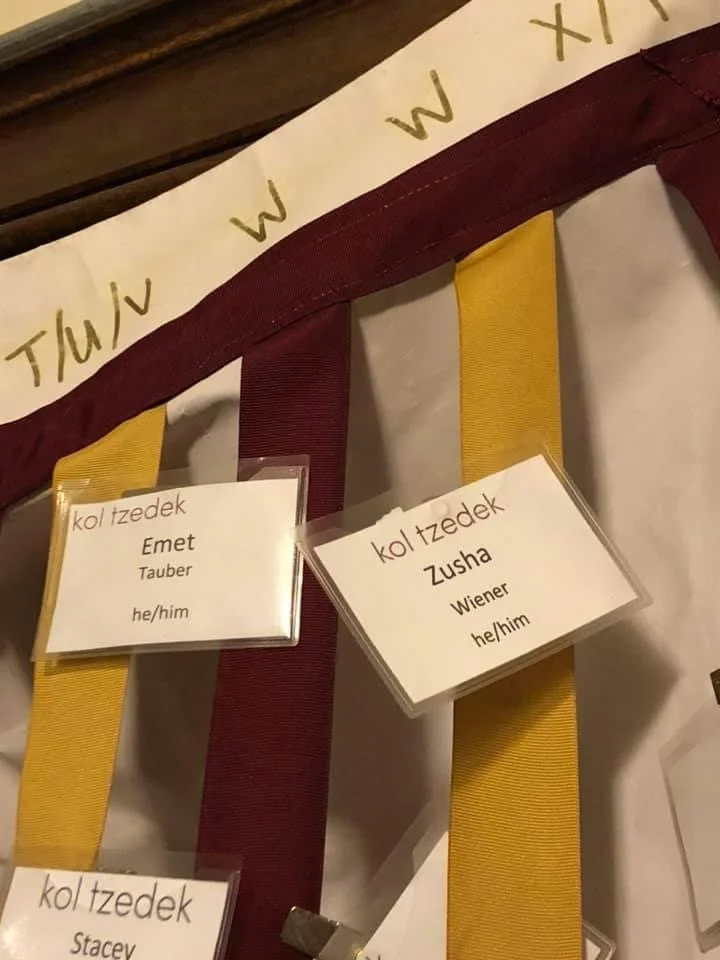 T/U/V
W
W
kol tzedek
Emet
Tauber
he/him
kol tzedek
Zusha
Wiener
he/him
kol tzedek
Stacey